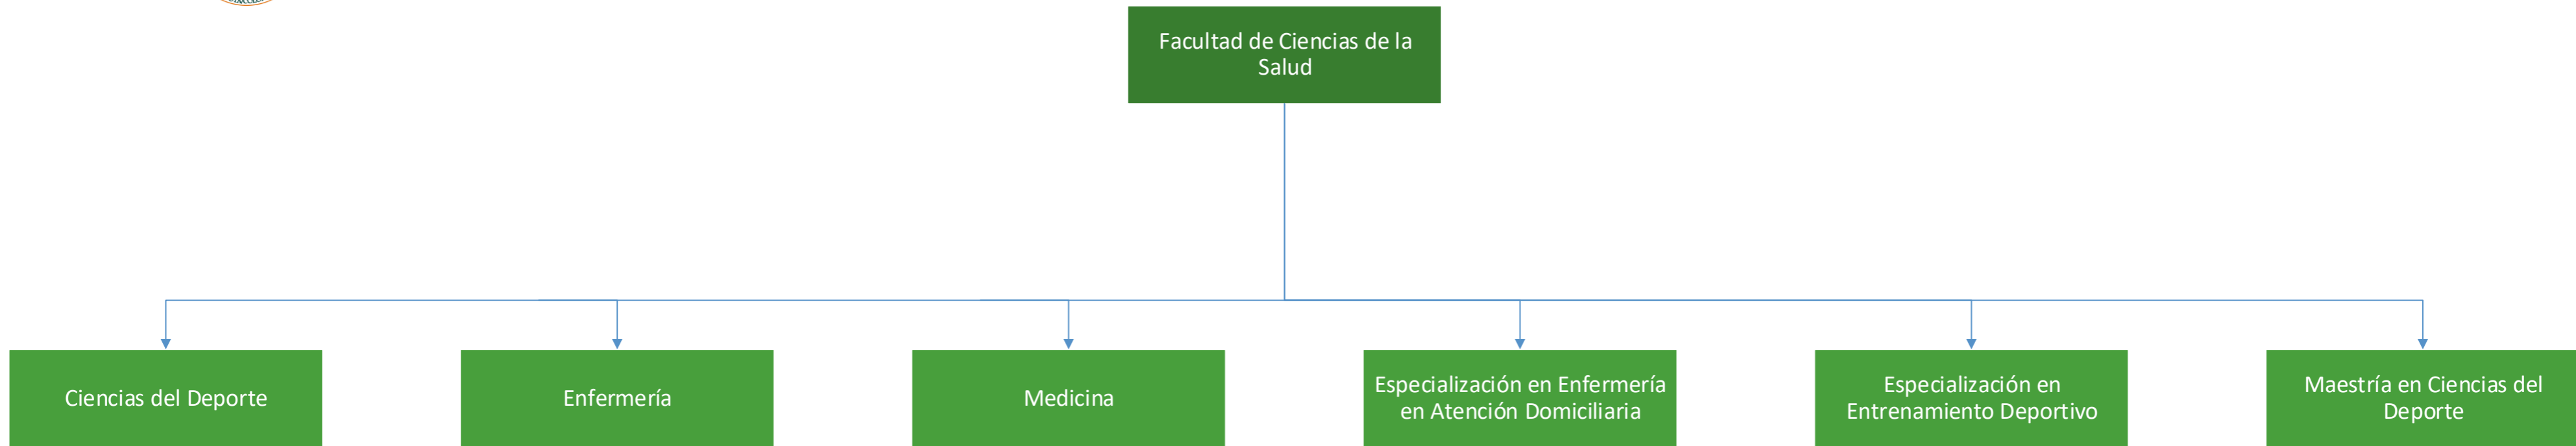 Facultad de Ciencias de la
Salud
Ciencias del Deporte
Enfermería
Medicina
Especialización en Enfermería
en Atención Domiciliaria
Especialización en
Entrenamiento Deportivo
Maestría en Ciencias del
Deporte